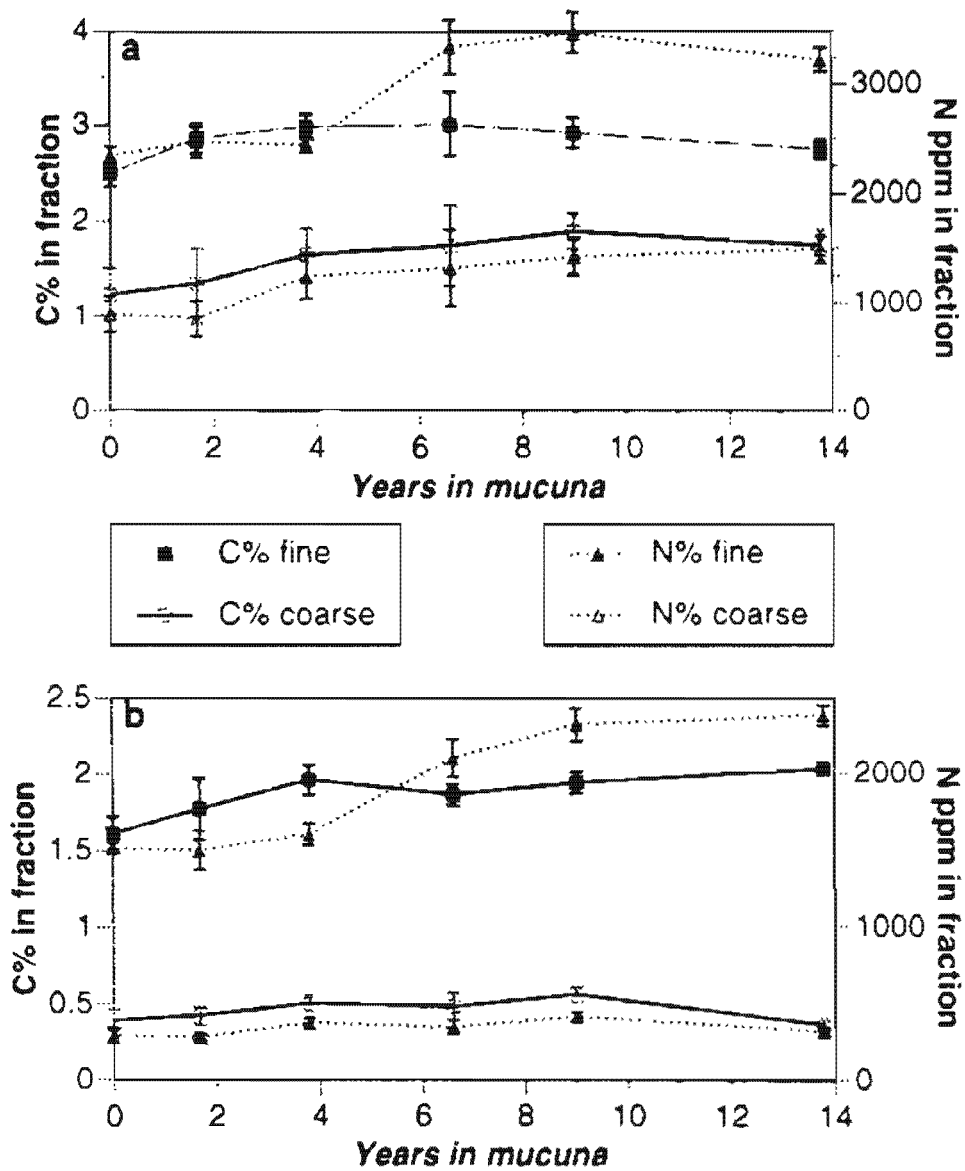 a
4
3
2
1
0
C% in fraction
3000
2000
1000
0
N ppm in fraction
0 2 4 6 8 10 12 14
Years in mucuna
C% fine
N% fine
C% coarse
N% coarse
b
2.5
2
1.5
1
0.5
0
C% in fraction
2000
1000
0
N ppm in fraction
0 2 4 6 8 10 12 14
Years in mucuna